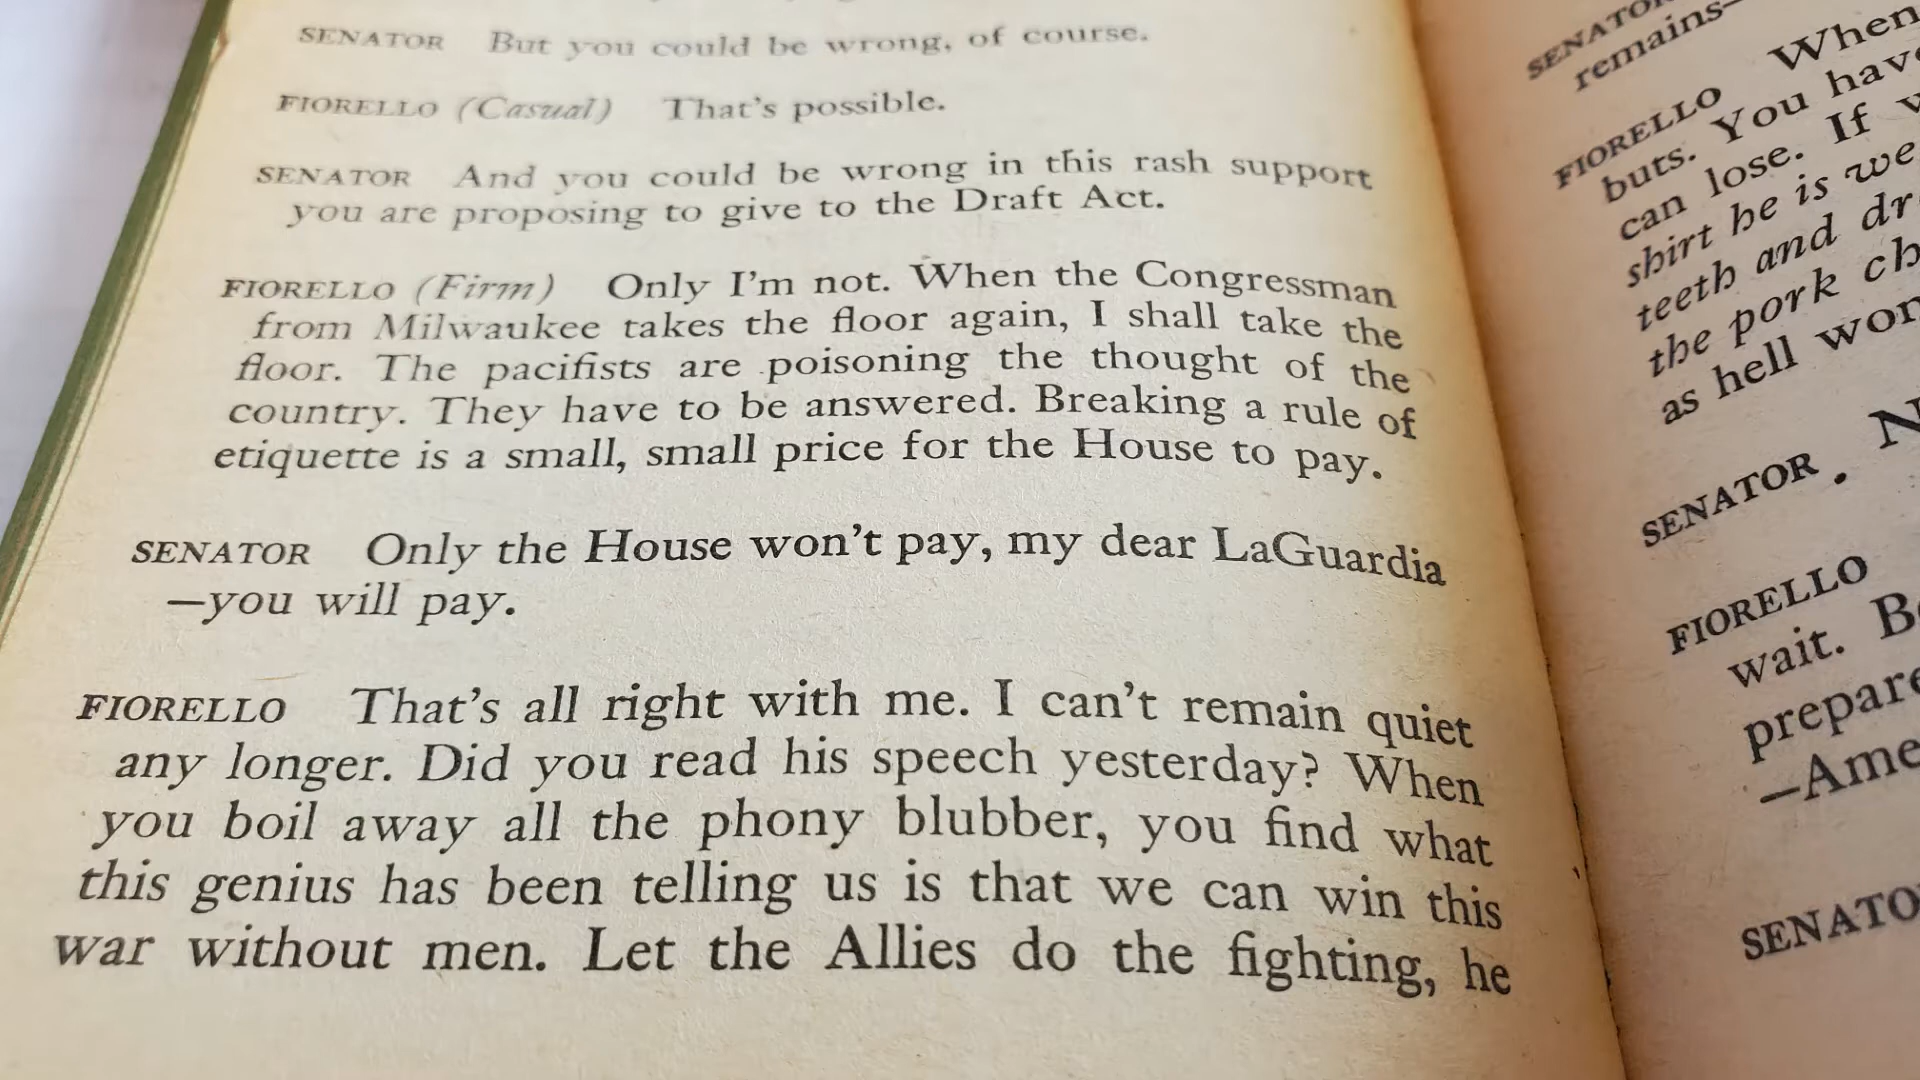 SENATOR But you could be wrong, of course.
FIORELLO (Casual) That's possible.
SENATOR And you could be wrong in this rash support
you are proposing to give to the Draft Act.
FIORELLO (Firm) Only I'm not. When the Congressman
from Milwaukee takes the floor again, I shall take the
floor. The pacifists are poisoning the thought of the
country. They have to be answered. Breaking a rule of
etiquette is a small, small price for the House to pay.
SENATOR Only the House won't pay, my dear LaGuardia
—you will pay.
FIORELLO That's all right with me. I can't remain quiet
any longer. Did you read his speech yesterday? When
you boil away all the phony blubber, you find what
this genius has been telling us is that we can win this
war without men. Let the Allies do the fighting, he
SENATOR
remains—
FIORELLO When
buts. You have
can lose. If
shirt he is we
teeth and dr
the pork ch
as hell wor
SENATOR . N
FIORELLO
wait. B
prepare
—Ame
SENATO